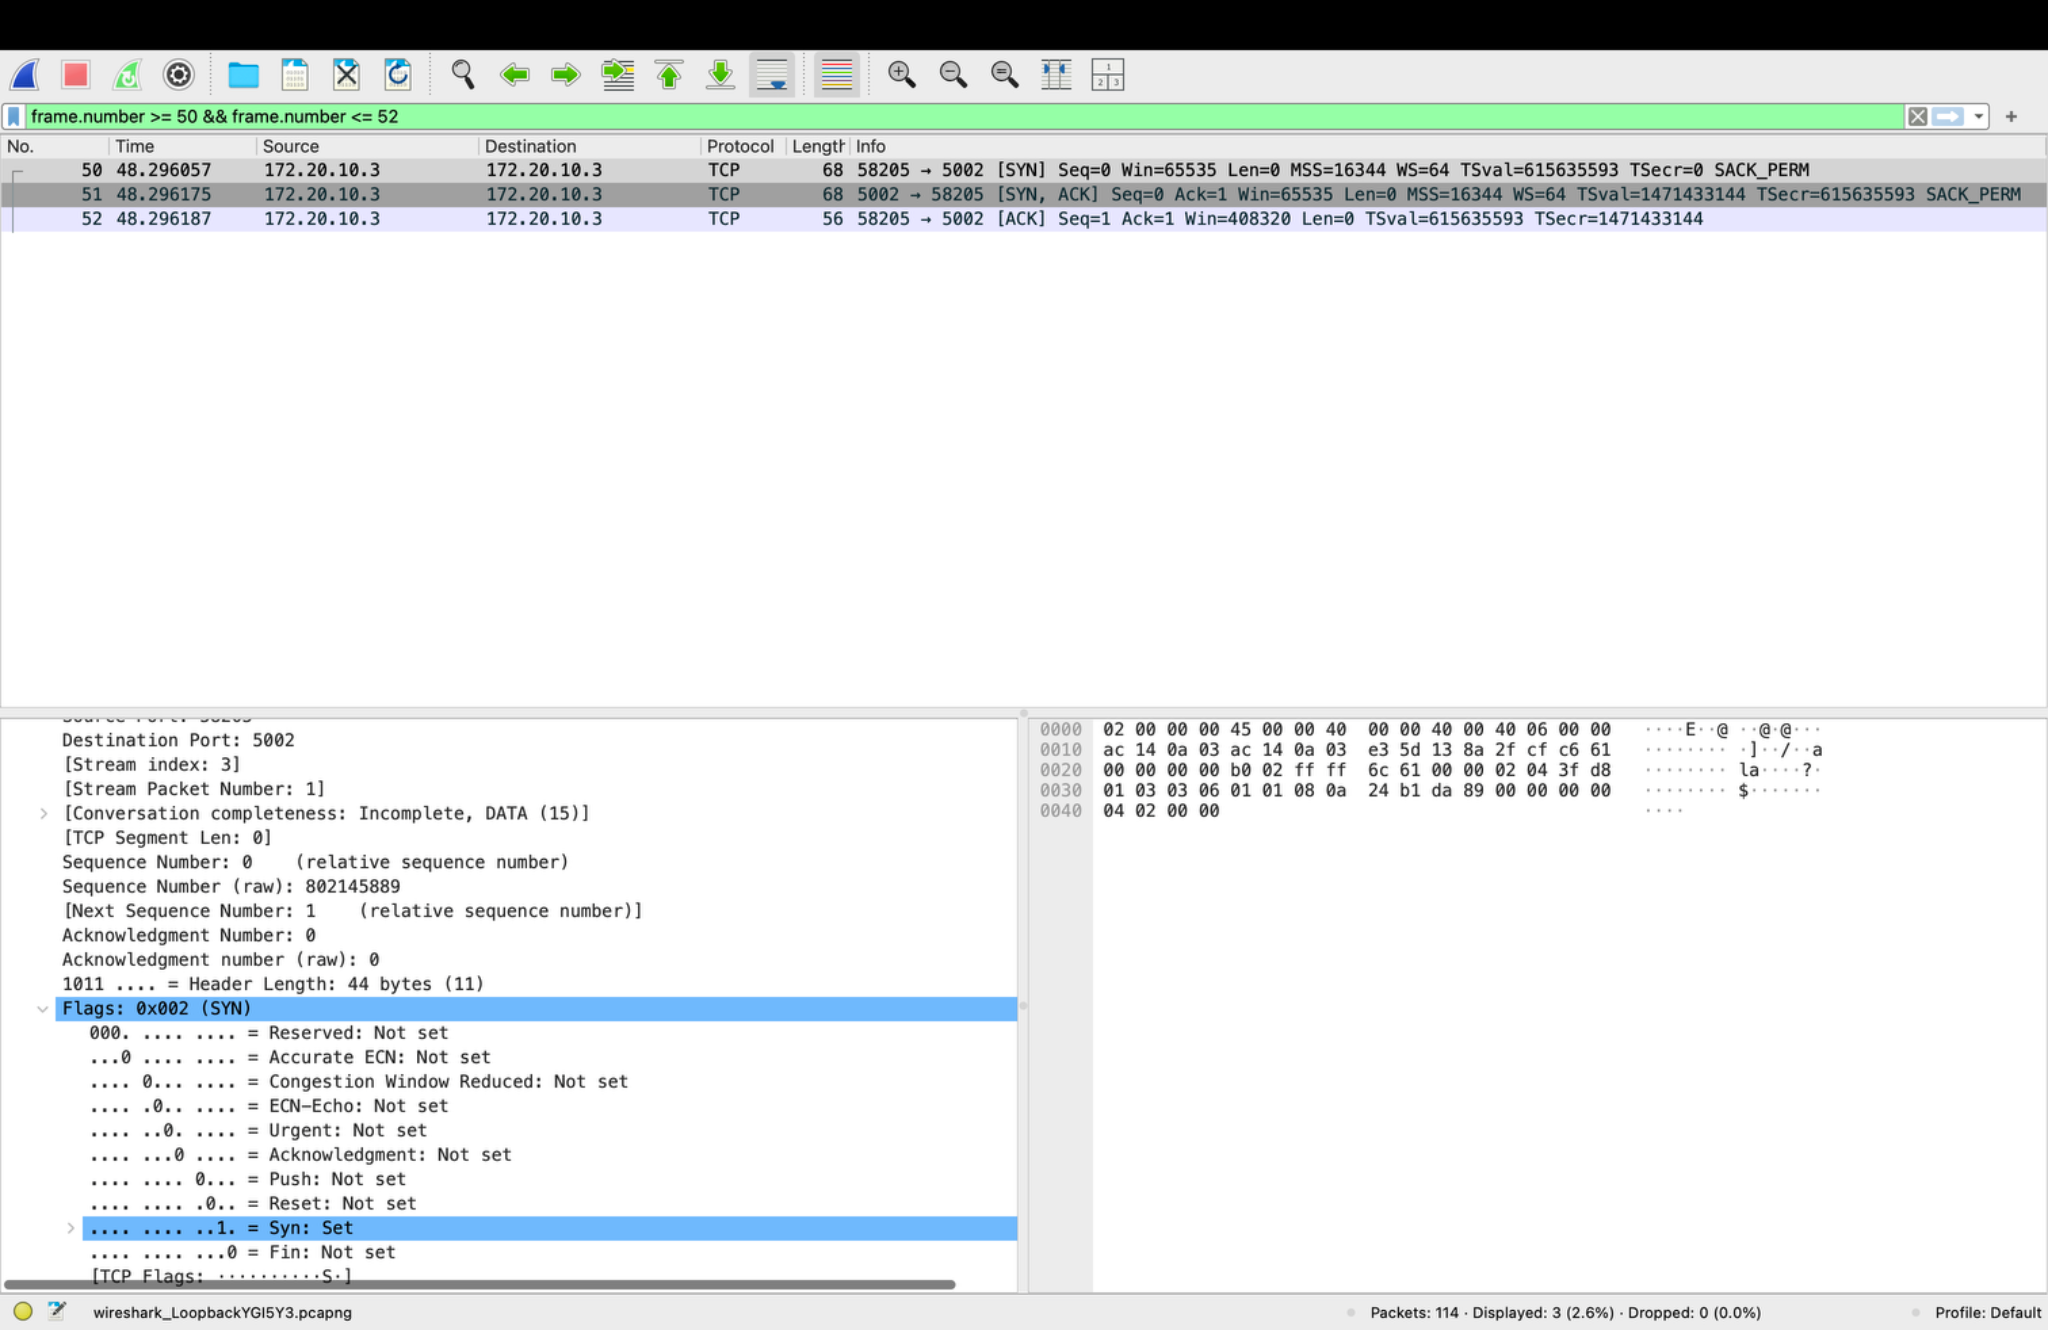 frame.number >= 50 && frame.number <= 52
No. Time Source Destination Protocol Length Info
50 48.296057 172.20.10.3 172.20.10.3 TCP 68 58205 → 5002 [SYN] Seq=0 Win=65535 Len=0 MSS=16344 WS=64 TSval=615635593 TSecr=0 SACK_PERM
51 48.296175 172.20.10.3 172.20.10.3 TCP 68 5002 → 58205 [SYN, ACK] Seq=0 Ack=1 Win=65535 Len=0 MSS=16344 WS=64 TSval=1471433144 TSecr=615635593 SACK_PERM
52 48.296187 172.20.10.3 172.20.10.3 TCP 56 58205 → 5002 [ACK] Seq=1 Ack=1 Win=408320 Len=0 TSval=615635593 TSecr=1471433144
Source Port: 58205
Destination Port: 5002
[Stream index: 3]
[Stream Packet Number: 1]
[Conversation completeness: Incomplete, DATA (15)]
[TCP Segment Len: 0]
Sequence Number: 0 (relative sequence number)
Sequence Number (raw): 802145889
[Next Sequence Number: 1 (relative sequence number)]
Acknowledgment Number: 0
Acknowledgment number (raw): 0
1011 .... = Header Length: 44 bytes (11)
Flags: 0x002 (SYN)
000. .... .... = Reserved: Not set
...0 .... .... = Accurate ECN: Not set
.... 0... .... = Congestion Window Reduced: Not set
.... .0.. .... = ECN-Echo: Not set
.... ..0. .... = Urgent: Not set
.... ...0 .... = Acknowledgment: Not set
.... .... 0... = Push: Not set
.... .... .0.. = Reset: Not set
.... .... ..1. = Syn: Set
.... .... ...0 = Fin: Not set
[TCP Flags: ··········S·]
0000 02 00 00 00 45 00 00 40 00 00 40 00 40 06 00 00 ····E··@ ··@·@···
0010 ac 14 0a 03 ac 14 0a 03 e3 5d 13 8a 2f cf c6 61 ········ ·]··/··a
0020 00 00 00 00 b0 02 ff ff 6c 61 00 00 02 04 3f d8 ········ la····?·
0030 01 03 03 06 01 01 08 0a 24 b1 da 89 00 00 00 00 ········ $·······
0040 04 02 00 00 ····
wireshark_LoopbackYGI5Y3.pcapng
Packets: 114 · Displayed: 3 (2.6%) · Dropped: 0 (0.0%)
Profile: Default